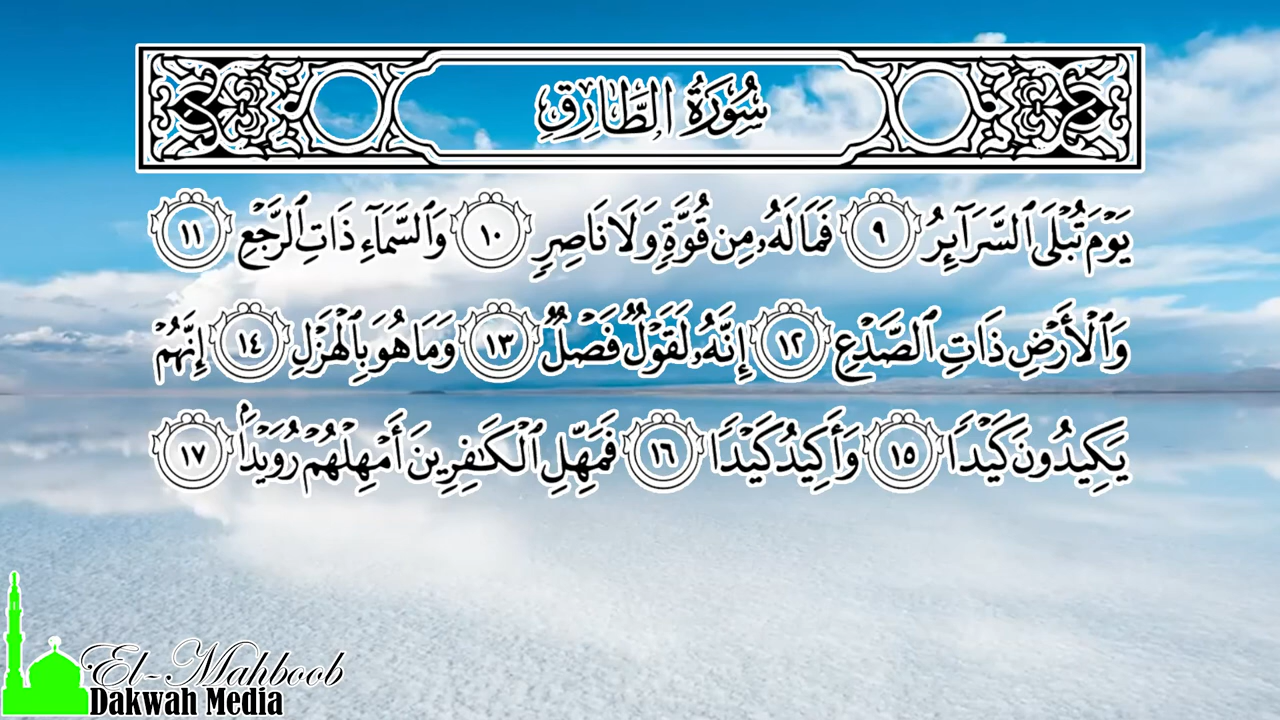 سُورَةُ الطَّارِقِ
يَوْمَ تُبْلَى ٱلسَّرَآئِرُ ٩ فَمَا لَهُۥ مِن قُوَّةٍ وَلَا نَاصِرٍ ١٠ وَٱلسَّمَآءِ ذَاتِ ٱلرَّجْعِ ١١
وَٱلْأَرْضِ ذَاتِ ٱلصَّدْعِ ١٢ إِنَّهُۥ لَقَوْلٌ فَصْلٌ ١٣ وَمَا هُوَ بِٱلْهَزْلِ ١٤ إِنَّهُمْ
يَكِيدُونَ كَيْدًا ١٥ وَأَكِيدُ كَيْدًا ١٦ فَمَهِّلِ ٱلْكَـٰفِرِينَ أَمْهِلْهُمْ رُوَيْدًۢا ١٧
El-Mahboob
Dakwah Media